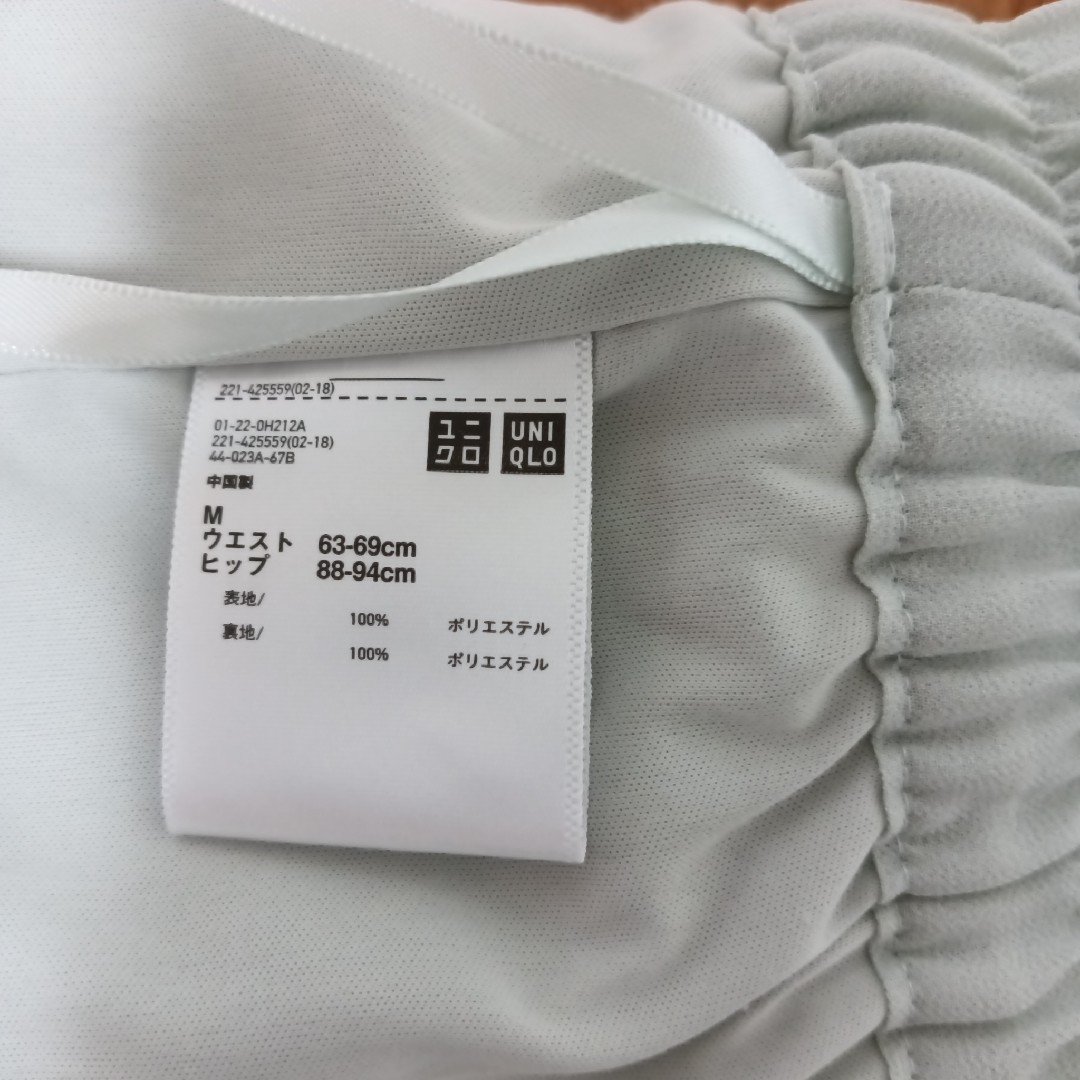 221-425559(02-18)
01-22-0H212A
221-425559(02-18)
44-023A-67B
ユニクロ
UNIQLO
中国製
M
ウエスト 63-69cm
ヒップ 88-94cm
表地/
100% ポリエステル
裏地/
100% ポリエステル